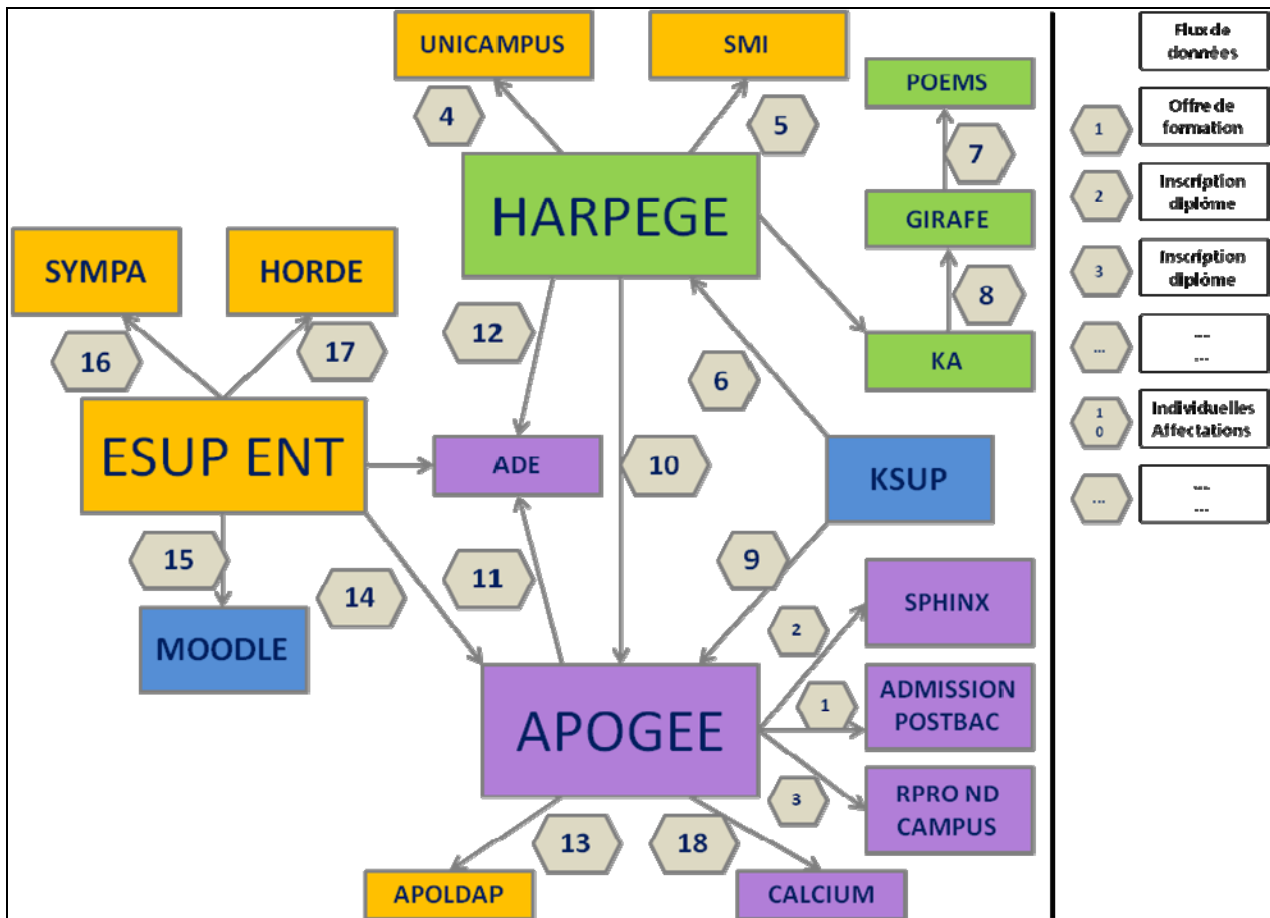 UNICAMPUS
SMI
POEMS
4
5
7
HARPEGE
GIRAFE
SYMPA
HORDE
12
8
16
17
6
KA
ESUP ENT
ADE
10
KSUP
15
14
11
9
MOODLE
2
SPHINX
APOGEE
1
ADMISSION
POSTBAC
3
RPRO ND
CAMPUS
13
18
APOLDAP
CALCIUM
Flux de
données
1
Offre de
formation
2
Inscription
diplôme
3
Inscription
diplôme
...
...
...
1
0
Individuelles
Affectations
...
...
...